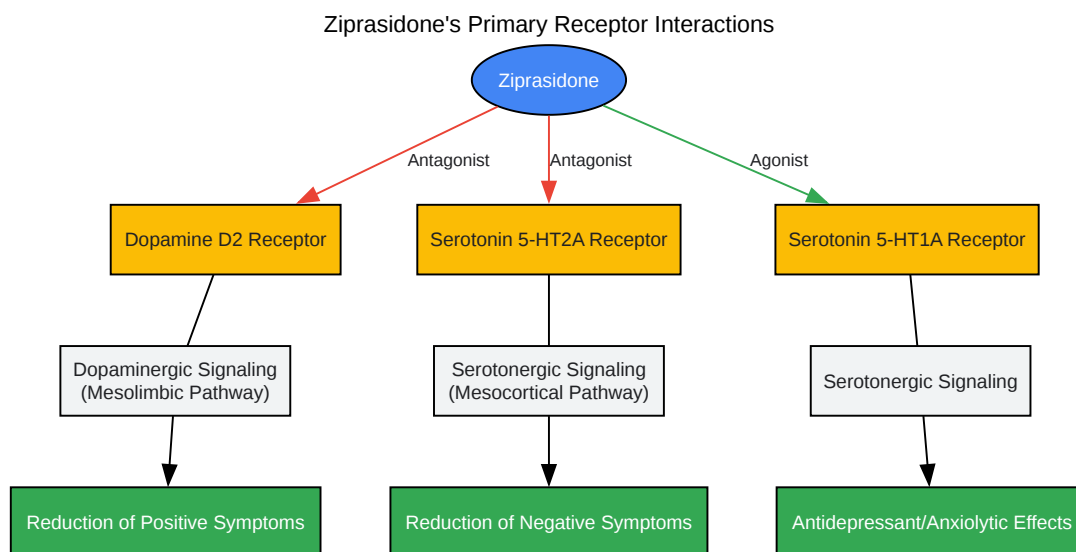 Ziprasidone's Primary Receptor Interactions
Ziprasidone
Antagonist
Antagonist
Agonist
Dopamine D2 Receptor
Serotonin 5-HT2A Receptor
Serotonin 5-HT1A Receptor
Dopaminergic Signaling
(Mesolimbic Pathway)
Serotonergic Signaling
(Mesocortical Pathway)
Serotonergic Signaling
Reduction of Positive Symptoms
Reduction of Negative Symptoms
Antidepressant/Anxiolytic Effects